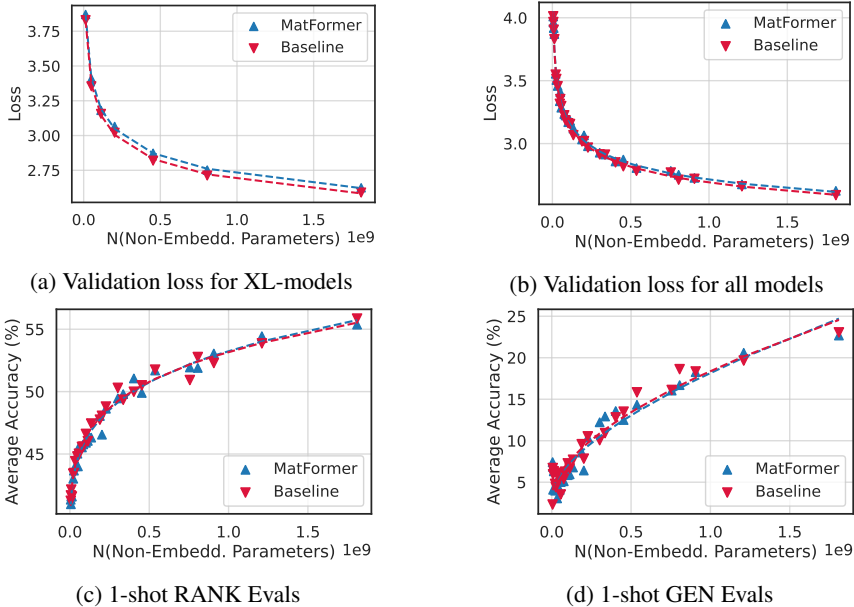 3.75
3.50
3.25
3.00
2.75
Loss
MatFormer
Baseline
0.0
0.5
1.0
1.5
N(Non-Embedd. Parameters) 1e9
(a) Validation loss for XL-models
4.0
3.5
3.0
Loss
MatFormer
Baseline
0.0
0.5
1.0
1.5
N(Non-Embedd. Parameters) 1e9
(b) Validation loss for all models
55
50
45
Average Accuracy (%)
MatFormer
Baseline
0.0
0.5
1.0
1.5
N(Non-Embedd. Parameters) 1e9
(c) 1-shot RANK Evals
25
20
15
10
5
Average Accuracy (%)
MatFormer
Baseline
0.0
0.5
1.0
1.5
N(Non-Embedd. Parameters) 1e9
(d) 1-shot GEN Evals